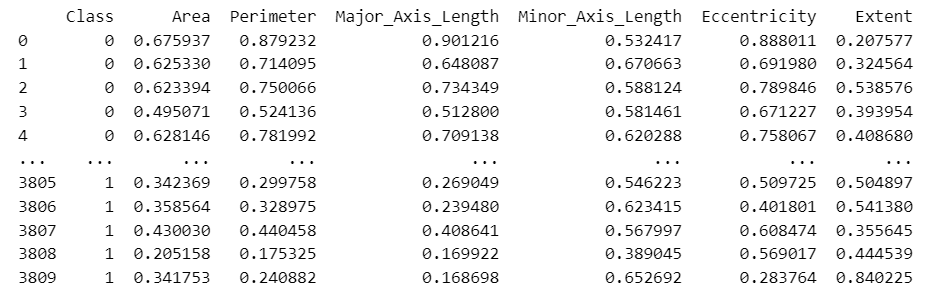 Class Area Perimeter Major_Axis_Length Minor_Axis_Length Eccentricity Extent
0 0 0.675937 0.879232 0.901216 0.532417 0.888011 0.207577
1 0 0.625330 0.714095 0.648087 0.670663 0.691980 0.324564
2 0 0.623394 0.750066 0.734349 0.588124 0.789846 0.538576
3 0 0.495071 0.524136 0.512800 0.581461 0.671227 0.393954
4 0 0.628146 0.781992 0.709138 0.620288 0.758067 0.408680
... ... ... ... ... ... ... ...
3805 1 0.342369 0.299758 0.269049 0.546223 0.509725 0.504897
3806 1 0.358564 0.328975 0.239480 0.623415 0.401801 0.541380
3807 1 0.430030 0.440458 0.408641 0.567997 0.608474 0.355645
3808 1 0.205158 0.175325 0.169922 0.389045 0.569017 0.444539
3809 1 0.341753 0.240882 0.168698 0.652692 0.283764 0.840225